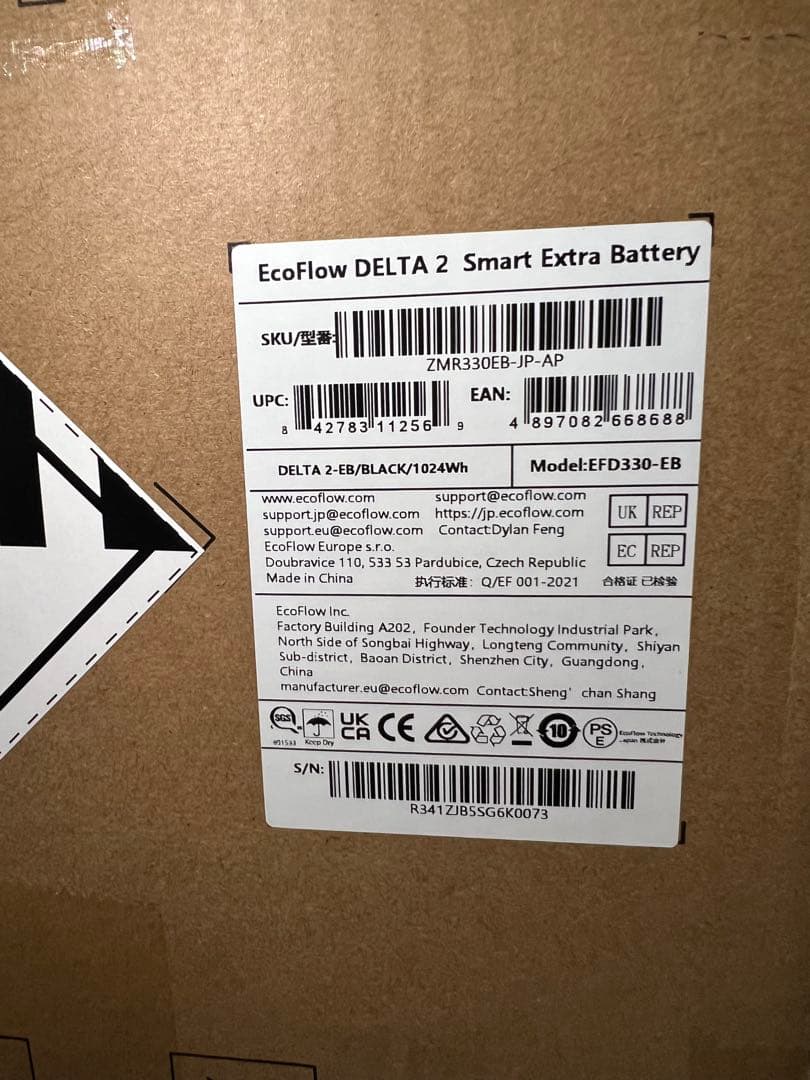 EcoFlow DELTA 2 Smart Extra Battery
SKU/型番:
ZMR330EB-JP-AP
UPC: 8 42783 11256 9
EAN: 4 897082 668688
DELTA 2-EB/BLACK/1024Wh
Model:EFD330-EB
www.ecoflow.com support@ecoflow.com
support.jp@ecoflow.com https://jp.ecoflow.com
support.eu@ecoflow.com Contact:Dylan Feng
EcoFlow Europe s.r.o.
Doubravice 110, 533 53 Pardubice, Czech Republic
Made in China 执行标准: Q/EF 001-2021
UK REP
EC REP
合格证 已检验
EcoFlow Inc.
Factory Building A202, Founder Technology Industrial Park,
North Side of Songbai Highway, Longteng Community, Shiyan
Sub-district, Baoan District, Shenzhen City, Guangdong,
China
manufacturer.eu@ecoflow.com Contact:Sheng' chan Shang
SGS
Keep Dry
UK
CA
CE
10
PS
E
EcoFlow Technology
株式会社
S/N:
R341ZJB5SG6K0073